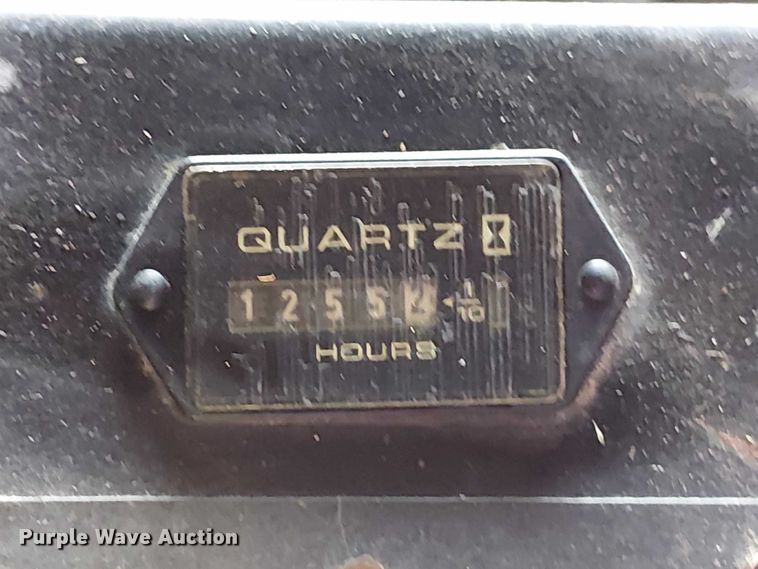 QUARTZ
1 2 5 5 1/10
HOURS
Purple Wave Auction